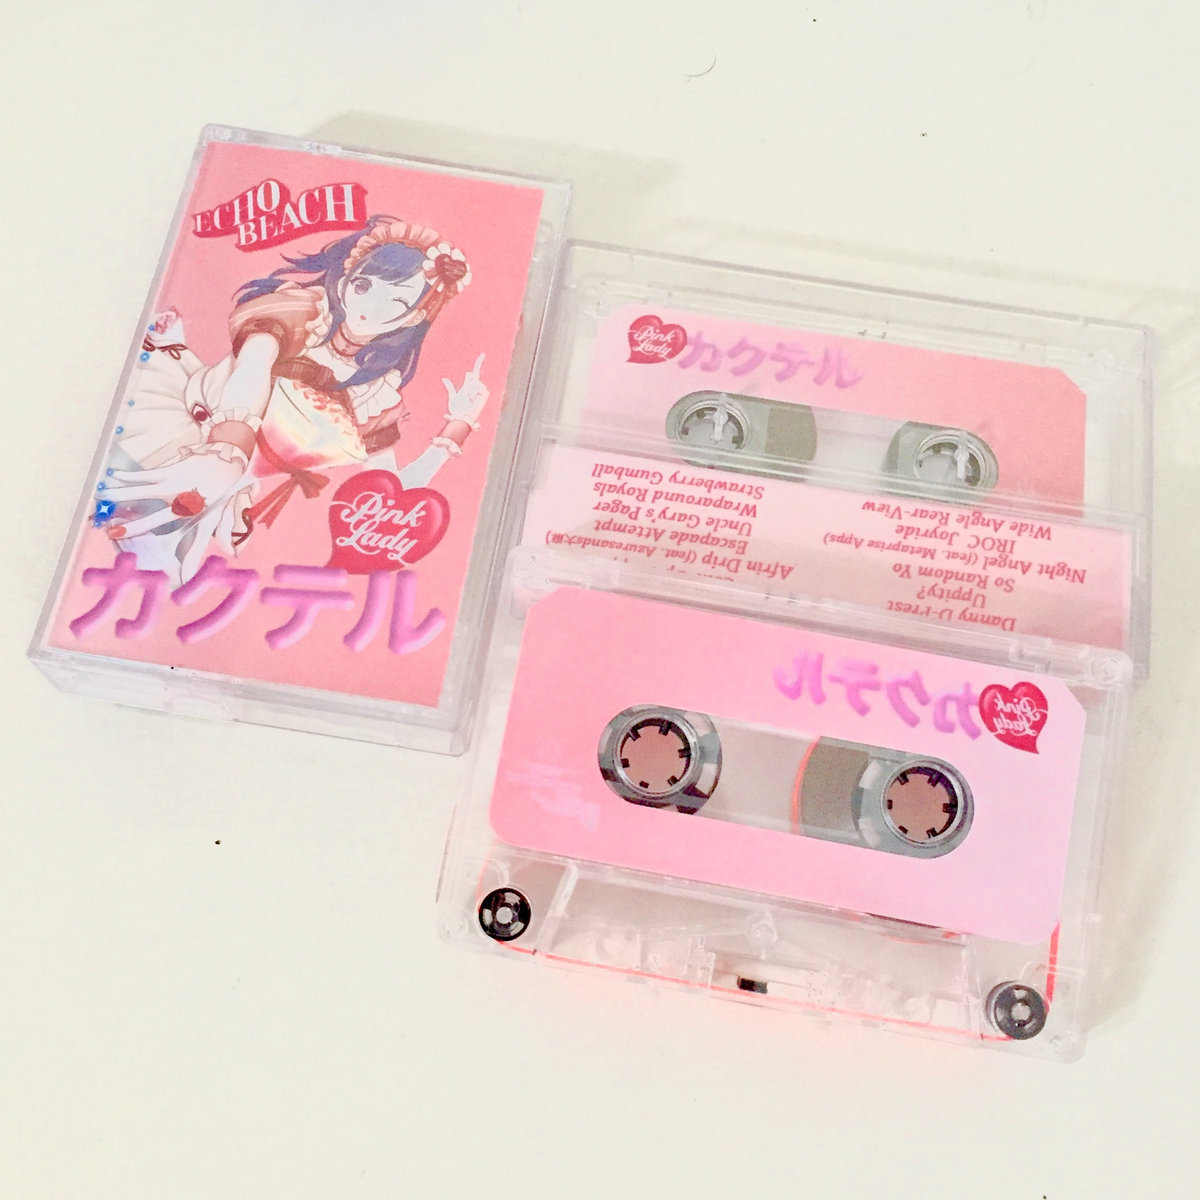 ECHO
BEACH
Pink
Lady
カクテル
Pink
Lady
カクテル
Danny D-Prest
Uppity?
So Random Yo
Night Angel (feat. Metaprise Apps)
IROC Joyride
Wide Angle Rear-View
Afrin Drip (feat. Azuresands大麻)
Escapade Attempt
Uncle Gary's Pager
Wraparound Royals
Strawberry Gumball
Pink
Lady
カクテル